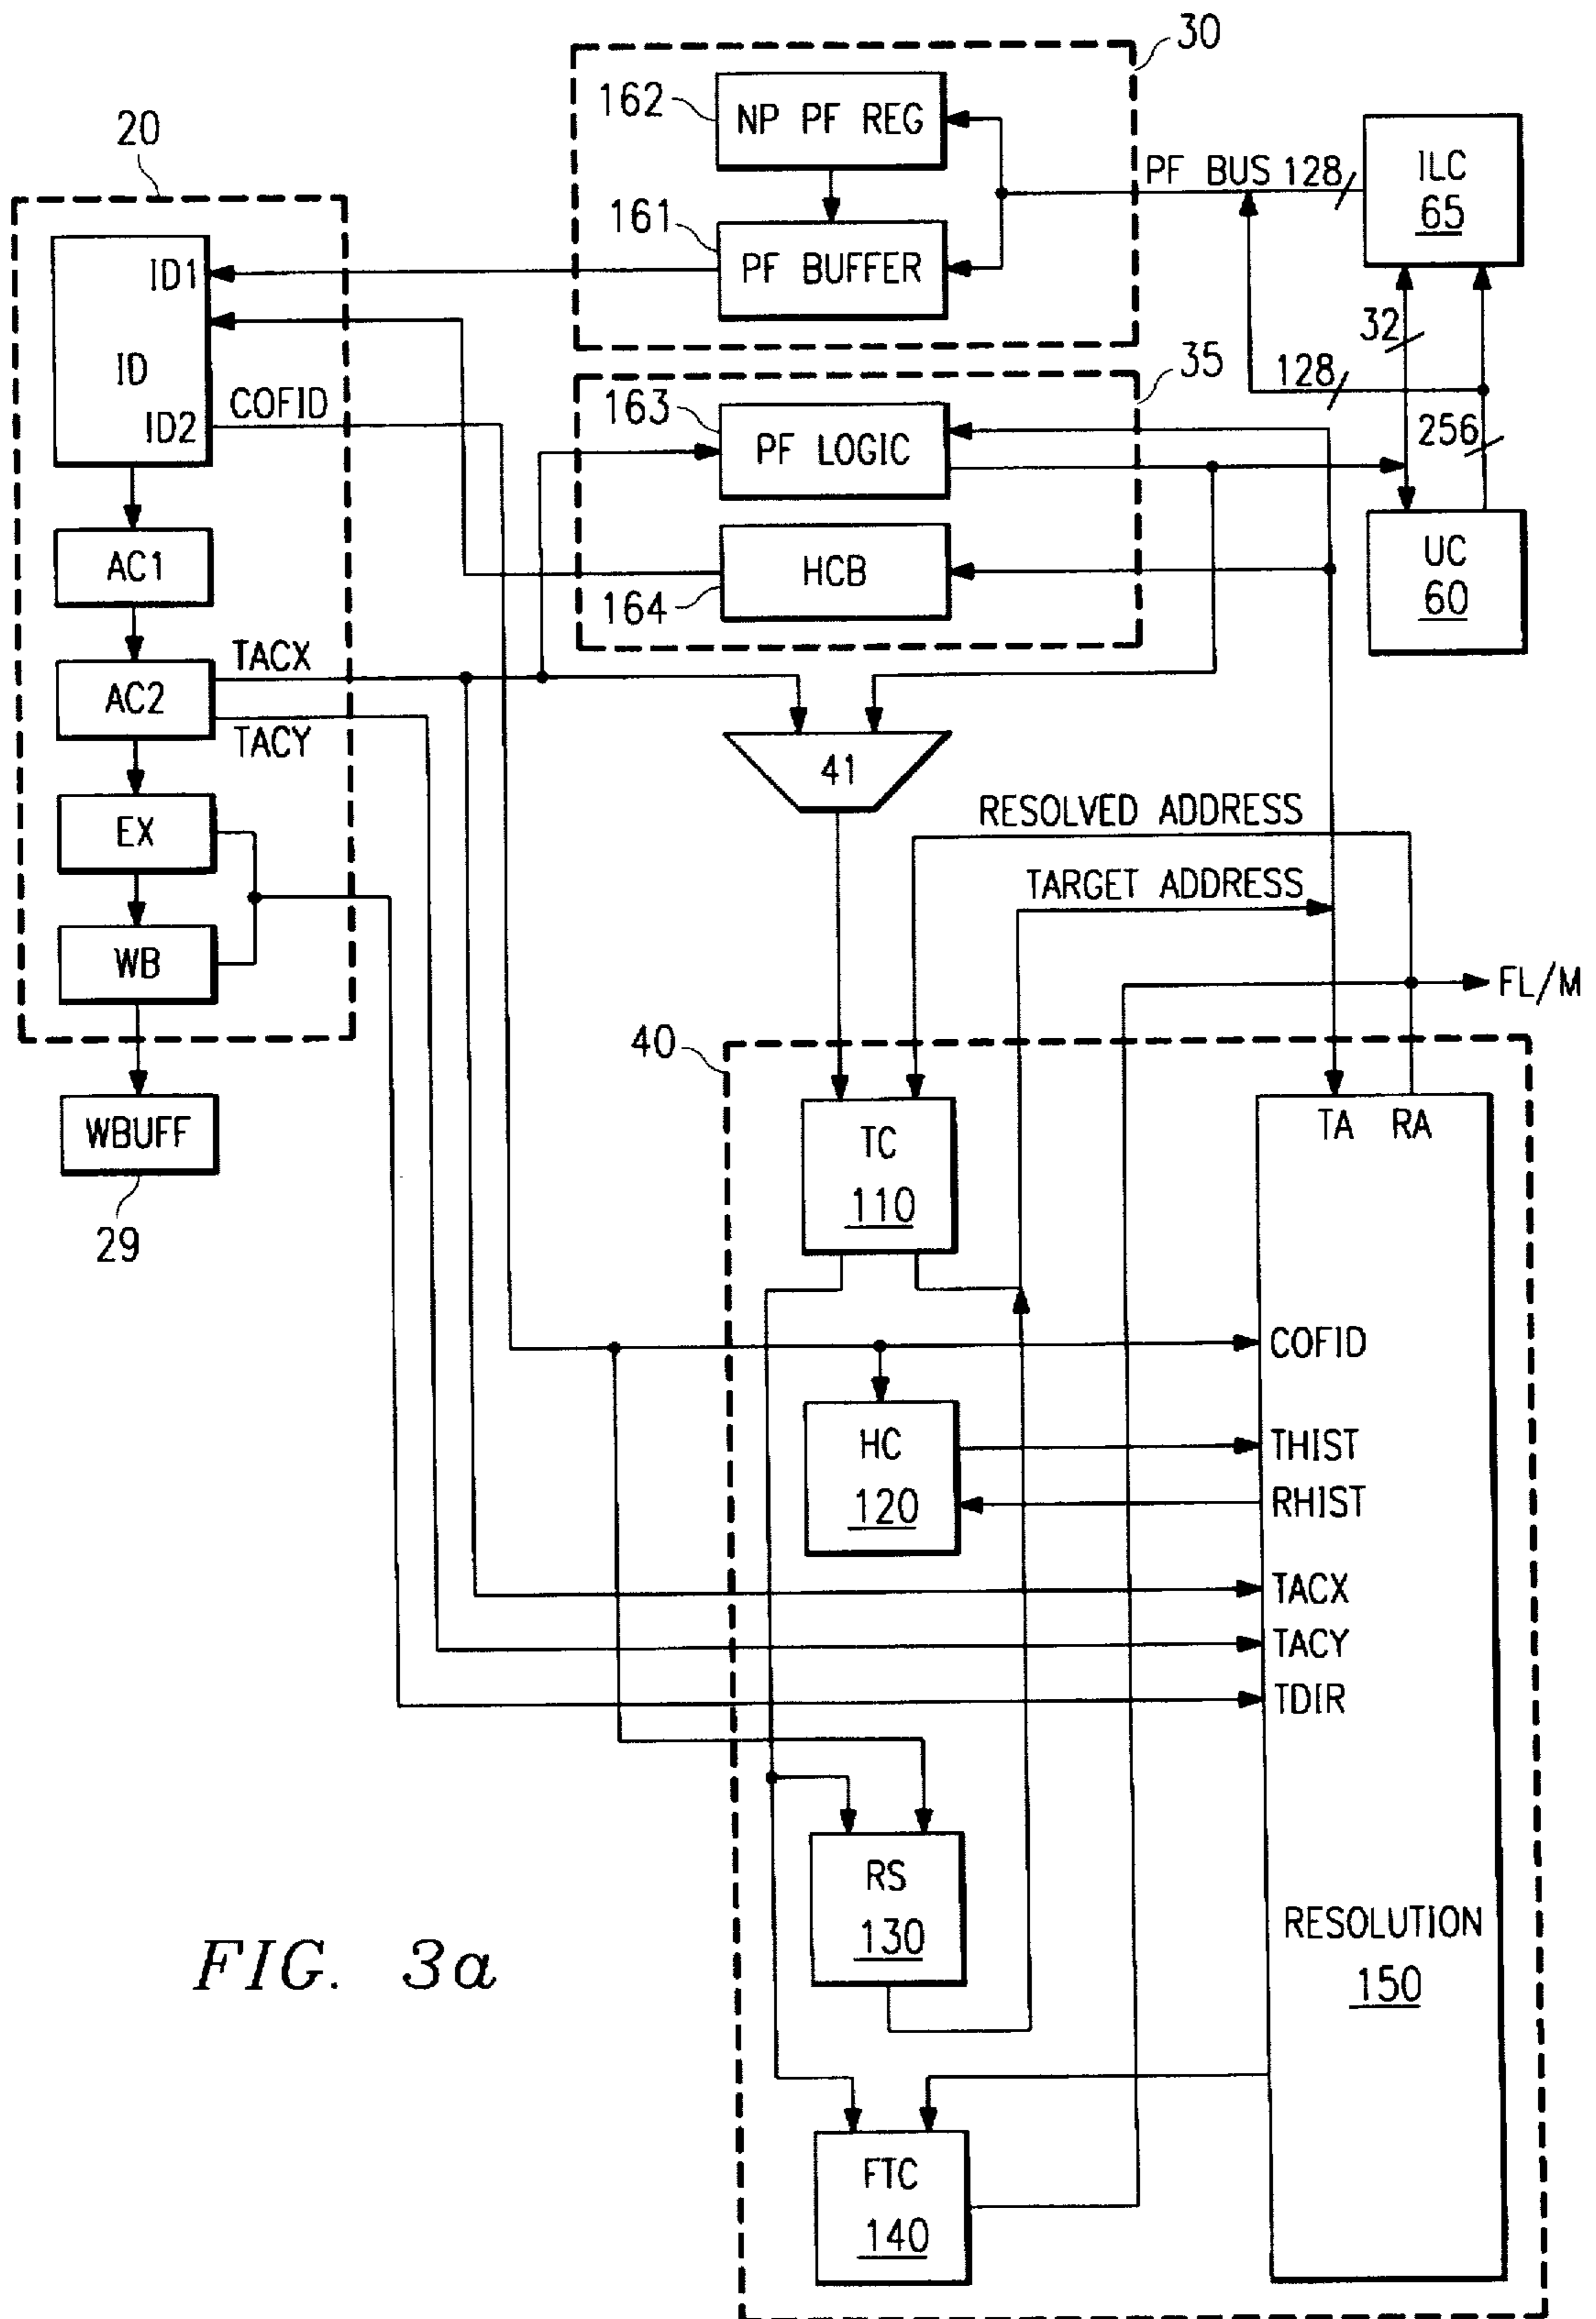 30
162
NP PF REG
20
PF BUS 128
ILC
65
161
ID1
PF BUFFER
32
35
128
ID
COFID
163
256
ID2
PF LOGIC
UC
60
AC1
HCB
164
TACX
AC2
TACY
41
RESOLVED ADDRESS
EX
TARGET ADDRESS
WB
FL/M
40
WBUFF
TA RA
TC
110
29
COFID
HC
THIST
120
RHIST
TACX
TACY
TDIR
RS
130
RESOLUTION
150
FIG. 3a
FTC
140